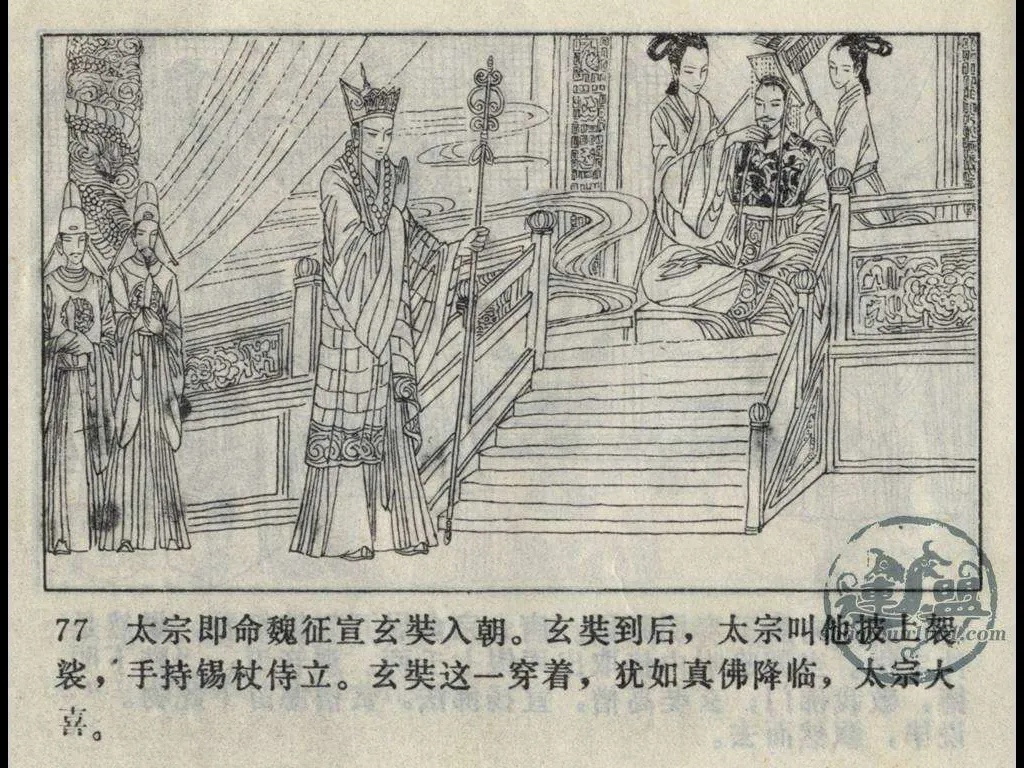 77 太宗即命魏征宣玄奘入朝。玄奘到后，太宗叫他披上袈
裟，手持锡杖侍立。玄奘这一穿着，犹如真佛降临，太宗大
喜。
連盟